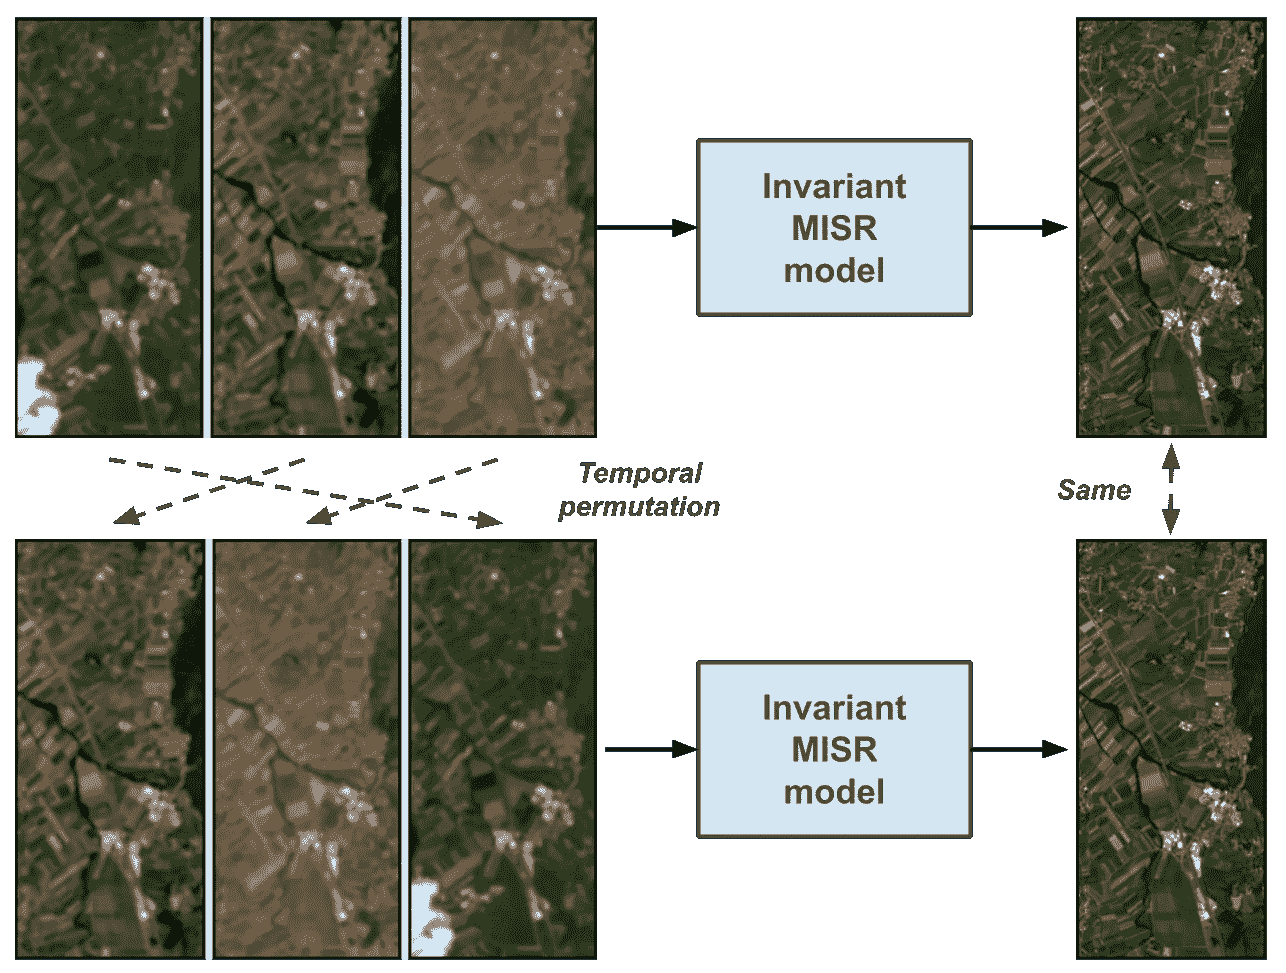 Invariant
MISR
model
Temporal
permutation
Same
Invariant
MISR
model